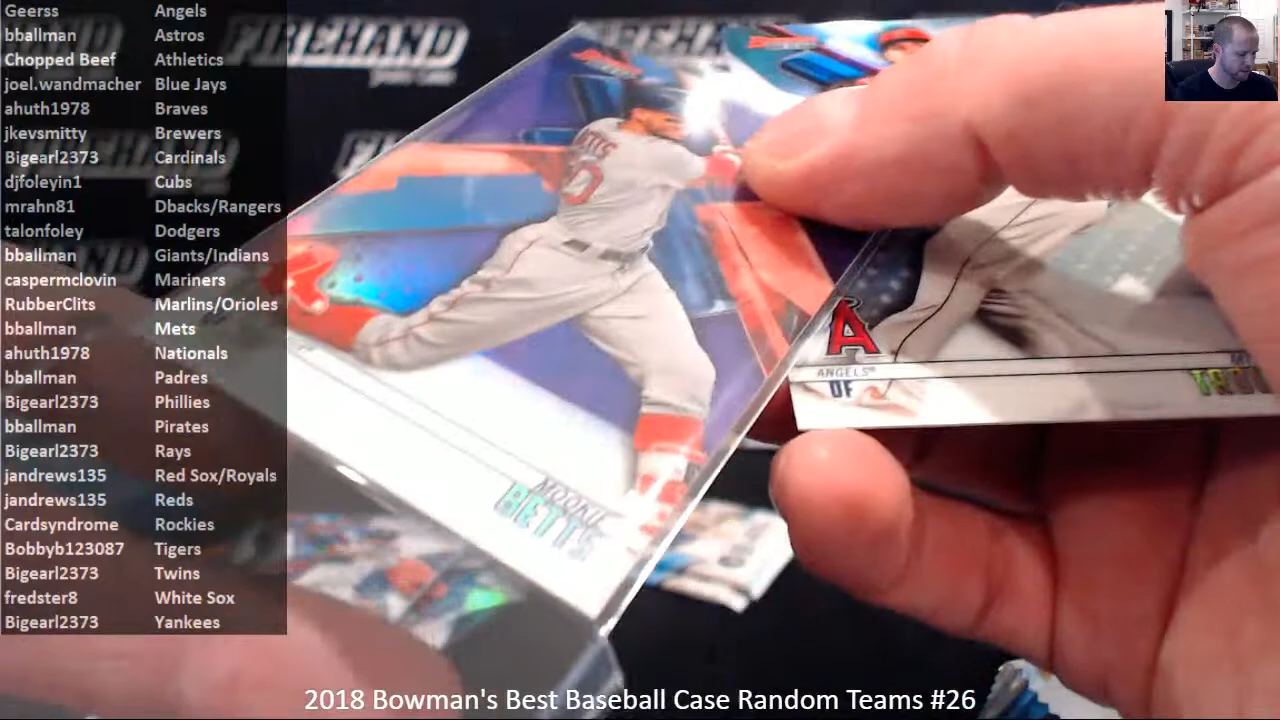 Geerss Angels
bballman Astros
Chopped Beef Athletics
joel.wandmacher Blue Jays
ahuth1978 Braves
jkevsmitty Brewers
Bigearl2373 Cardinals
djfoleyin1 Cubs
mrahn81 Dbacks/Rangers
talonfoley Dodgers
bballman Giants/Indians
caspermclovin Mariners
RubberClits Marlins/Orioles
bballman Mets
ahuth1978 Nationals
bballman Padres
Bigearl2373 Phillies
bballman Pirates
Bigearl2373 Rays
jandrews135 Red Sox/Royals
jandrews135 Reds
Cardsyndrome Rockies
Bobbyb123087 Tigers
Bigearl2373 Twins
fredster8 White Sox
Bigearl2373 Yankees
FIREHAND
MOOKIE
BETTS
A
ANGELS
OF
2018 Bowman's Best Baseball Case Random Teams #26